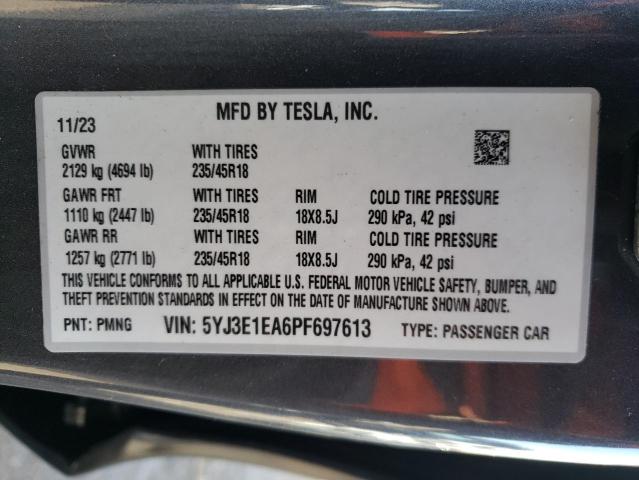 MFD BY TESLA, INC.
11/23
GVWR WITH TIRES
2129 kg (4694 lb) 235/45R18
GAWR FRT WITH TIRES RIM COLD TIRE PRESSURE
1110 kg (2447 lb) 235/45R18 18X8.5J 290 kPa, 42 psi
GAWR RR WITH TIRES RIM COLD TIRE PRESSURE
1257 kg (2771 lb) 235/45R18 18X8.5J 290 kPa, 42 psi
THIS VEHICLE CONFORMS TO ALL APPLICABLE U.S. FEDERAL MOTOR VEHICLE SAFETY, BUMPER, AND
THEFT PREVENTION STANDARDS IN EFFECT ON THE DATE OF MANUFACTURE SHOWN ABOVE.
PNT: PMNG VIN: 5YJ3E1EA6PF697613 TYPE: PASSENGER CAR